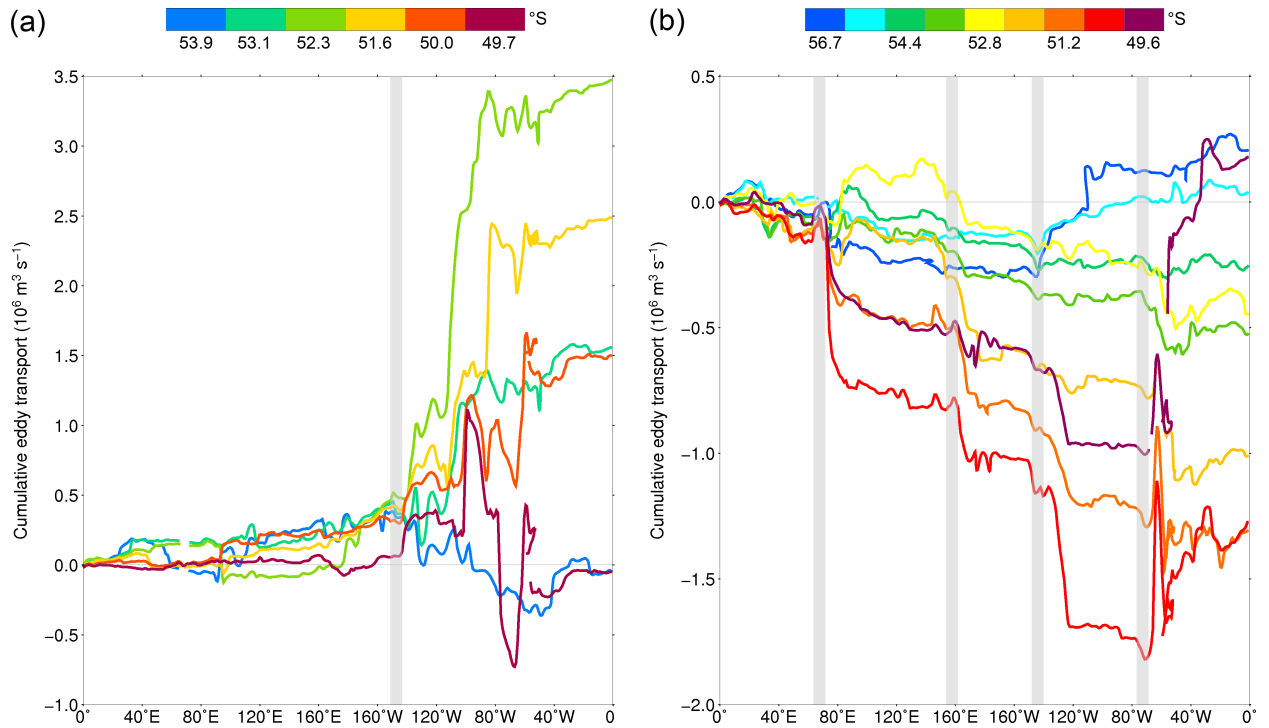 (a)
°S
53.9 53.1 52.3 51.6 50.0 49.7
Cumulative eddy transport (10⁶ m³ s⁻¹)
3.5
3.0
2.5
2.0
1.5
1.0
0.5
0.0
−0.5
−1.0
0° 40°E 80°E 120°E 160°E 160°W 120°W 80°W 40°W 0
(b)
°S
56.7 54.4 52.8 51.2 49.6
Cumulative eddy transport (10⁶ m³ s⁻¹)
0.5
0.0
−0.5
−1.0
−1.5
−2.0
0° 40°E 80°E 120°E 160°E 160°W 120°W 80°W 40°W 0°